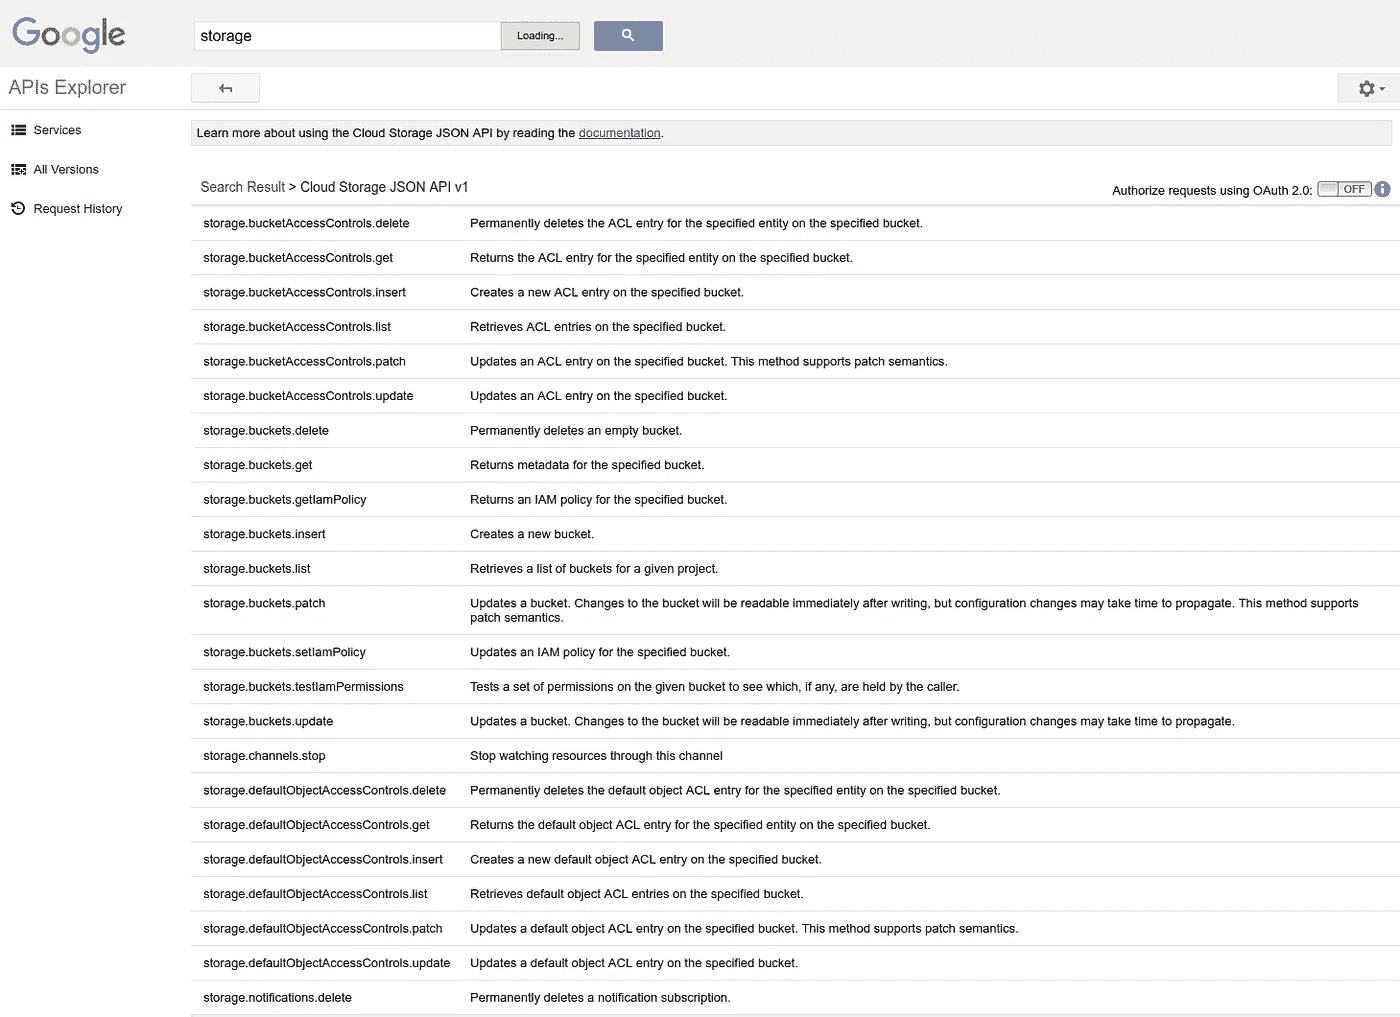 Google
storage
Loading...
APIs Explorer
Services
All Versions
Request History
Learn more about using the Cloud Storage JSON API by reading the documentation.
Search Result > Cloud Storage JSON API v1
Authorize requests using OAuth 2.0: OFF i
storage.bucketAccessControls.delete Permanently deletes the ACL entry for the specified entity on the specified bucket.
storage.bucketAccessControls.get Returns the ACL entry for the specified entity on the specified bucket.
storage.bucketAccessControls.insert Creates a new ACL entry on the specified bucket.
storage.bucketAccessControls.list Retrieves ACL entries on the specified bucket.
storage.bucketAccessControls.patch Updates an ACL entry on the specified bucket. This method supports patch semantics.
storage.bucketAccessControls.update Updates an ACL entry on the specified bucket.
storage.buckets.delete Permanently deletes an empty bucket.
storage.buckets.get Returns metadata for the specified bucket.
storage.buckets.getIamPolicy Returns an IAM policy for the specified bucket.
storage.buckets.insert Creates a new bucket.
storage.buckets.list Retrieves a list of buckets for a given project.
storage.buckets.patch Updates a bucket. Changes to the bucket will be readable immediately after writing, but configuration changes may take time to propagate. This method supports
patch semantics.
storage.buckets.setIamPolicy Updates an IAM policy for the specified bucket.
storage.buckets.testIamPermissions Tests a set of permissions on the given bucket to see which, if any, are held by the caller.
storage.buckets.update Updates a bucket. Changes to the bucket will be readable immediately after writing, but configuration changes may take time to propagate.
storage.channels.stop Stop watching resources through this channel
storage.defaultObjectAccessControls.delete Permanently deletes the default object ACL entry for the specified entity on the specified bucket.
storage.defaultObjectAccessControls.get Returns the default object ACL entry for the specified entity on the specified bucket.
storage.defaultObjectAccessControls.insert Creates a new default object ACL entry on the specified bucket.
storage.defaultObjectAccessControls.list Retrieves default object ACL entries on the specified bucket.
storage.defaultObjectAccessControls.patch Updates a default object ACL entry on the specified bucket. This method supports patch semantics.
storage.defaultObjectAccessControls.update Updates a default object ACL entry on the specified bucket.
storage.notifications.delete Permanently deletes a notification subscription.